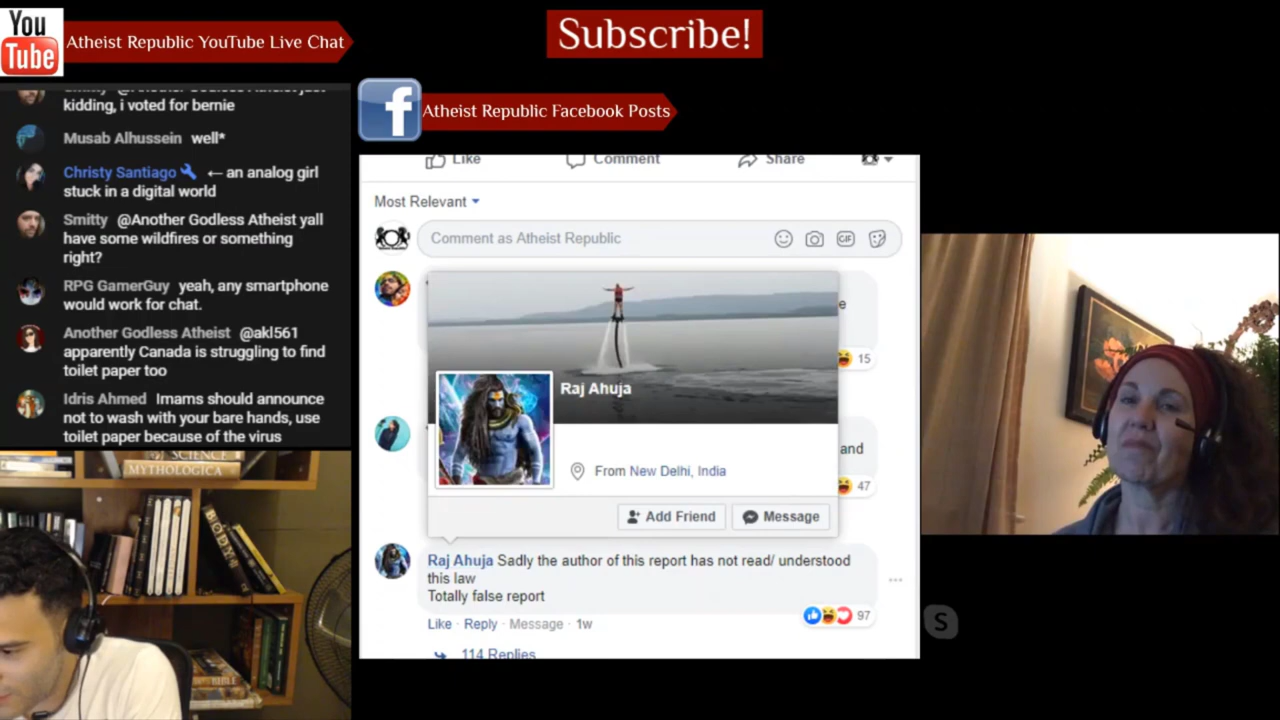 You
Tube
Atheist Republic YouTube Live Chat
Subscribe!
kidding, i voted for bernie
Musab Alhussein well*
Christy Santiago ← an analog girl
stuck in a digital world
Smitty @Another Godless Atheist yall
have some wildfires or something
right?
RPG GamerGuy yeah, any smartphone
would work for chat.
Another Godless Atheist @akl561
apparently Canada is struggling to find
toilet paper too
Idris Ahmed Imams should announce
not to wash with your bare hands, use
toilet paper because of the virus
f
Atheist Republic Facebook Posts
Like Comment Share
Most Relevant
Comment as Atheist Republic
GIF
e
15
Raj Ahuja
and
From New Delhi, India
47
Add Friend Message
Raj Ahuja Sadly the author of this report has not read/ understood
this law
Totally false report
97
Like · Reply · Message · 1w
114 Replies
S
SCIENCE
MYTHOLOGICA
BODY